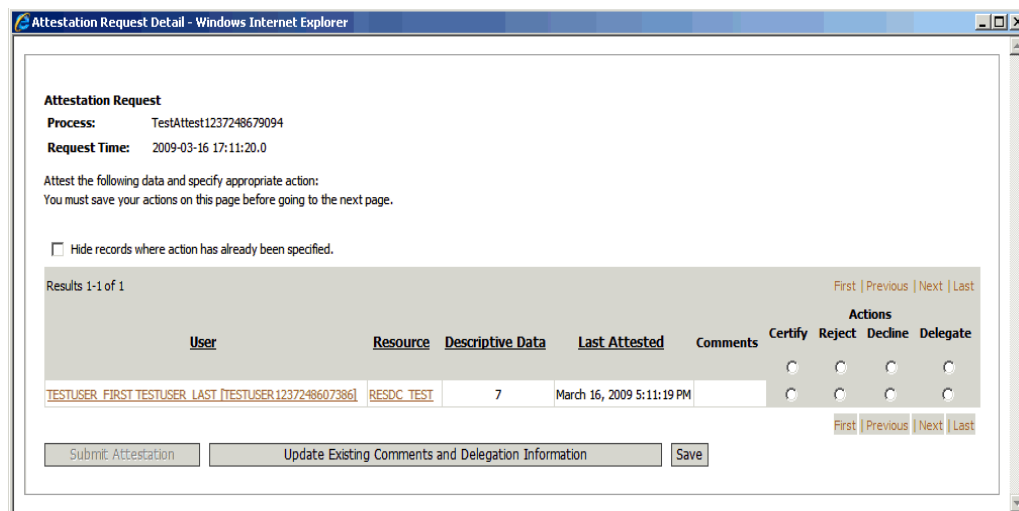 Attestation Request Detail - Windows Internet Explorer
Attestation Request
Process: TestAttest1237248679094
Request Time: 2009-03-16 17:11:20.0
Attest the following data and specify appropriate action:
You must save your actions on this page before going to the next page.
Hide records where action has already been specified.
Results 1-1 of 1 First | Previous | Next | Last
Actions
User Resource Descriptive Data Last Attested Comments Certify Reject Decline Delegate
TESTUSER_FIRST TESTUSER_LAST [TESTUSER1237248607386] RESDC_TEST 7 March 16, 2009 5:11:19 PM
First | Previous | Next | Last
Submit Attestation Update Existing Comments and Delegation Information Save